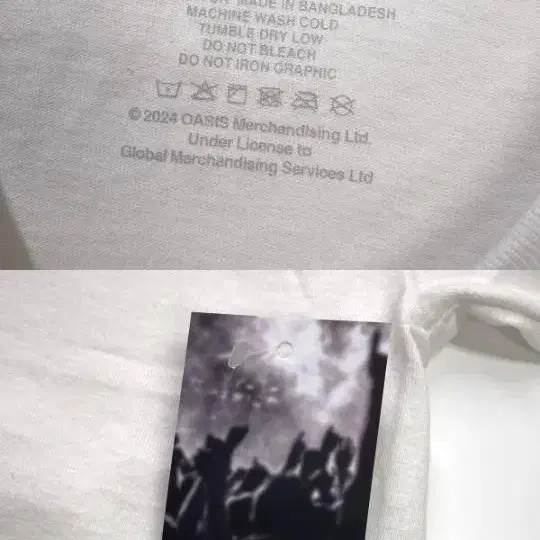 MADE IN BANGLADESH
MACHINE WASH COLD
TUMBLE DRY LOW
DO NOT BLEACH
DO NOT IRON GRAPHIC
© 2024 OASIS Merchandising Ltd.
Under License to
Global Merchandising Services Ltd